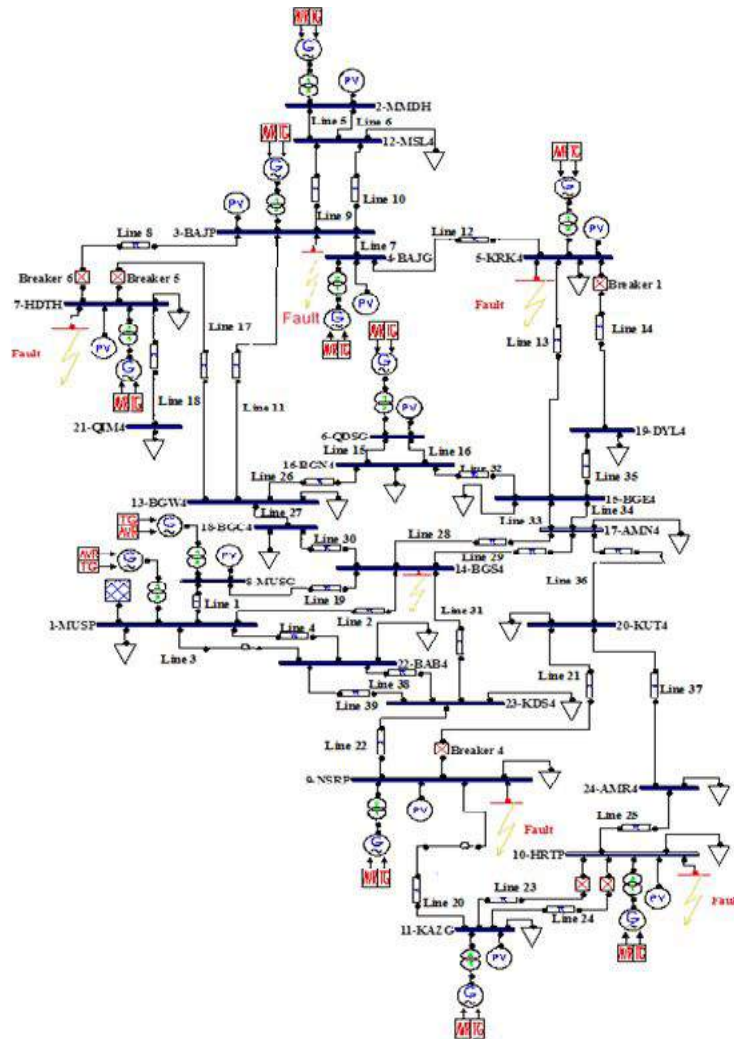 AVR TG
G
PV
2-MMDH
Line 5 Line 6
AVR TG
12-MSL4
G
AVR TG
G
PV
Line 10
PV
Line 8
Line 9
Line 12
3-BAJP
Line 7
4-BAJG
5-KRK4
Breaker 6
Breaker 5
Breaker 1
7-HDTH
Fault
PV
Fault
Line 17
Line 13
Line 14
Fault
PV
G
G
AVR TG
AVR TG
G
AVR TG
Line 18
Line 11
PV
21-QIM4
6-QDSG
19-DYL4
Line 15
Line 16
16-BGN4
Line 32
Line 35
Line 26
13-BGW4
15-BGE4
Line 27
Line 33
Line 34
TG
AVR
G
18-BGC4
Line 28
17-AMN4
Line 30
Line 29
AVR
TG
G
PV
14-BGS4
8-MUSG
Line 19
Line 36
Line 1
Line 31
Line 2
1-MUSP
Line 4
20-KUT4
Line 3
22-BAB4
Line 21
Line 38
Line 37
Line 39
23-KDS4
Line 22
Breaker 4
9-NSRP
24-AMR4
PV
Fault
Line 25
G
10-HRTP
AVR TG
Line 23
PV
Fault
Line 20
Line 24
G
11-KAZG
AVR TG
PV
G
AVR TG